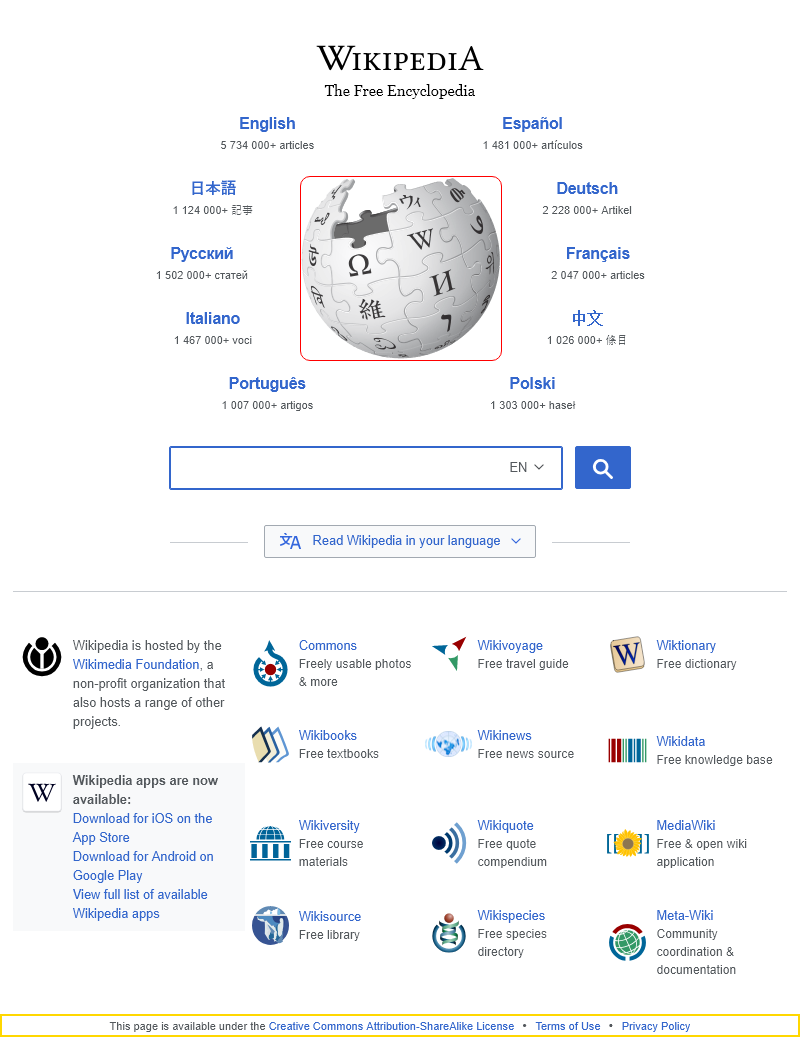 WIKIPEDIA
The Free Encyclopedia
English
5 734 000+ articles
Español
1 481 000+ artículos
日本語
1 124 000+ 記事
Deutsch
2 228 000+ Artikel
Русский
1 502 000+ статей
Français
2 047 000+ articles
Italiano
1 467 000+ voci
中文
1 026 000+ 條目
Português
1 007 000+ artigos
Polski
1 303 000+ haseł
ウィ
W
Ω
И
維
EN
Read Wikipedia in your language
Wikipedia is hosted by the
Wikimedia Foundation, a
non-profit organization that
also hosts a range of other
projects.
W
Wikipedia apps are now
available:
Download for iOS on the
App Store
Download for Android on
Google Play
View full list of available
Wikipedia apps
Commons
Freely usable photos
& more
Wikivoyage
Free travel guide
W
Wiktionary
Free dictionary
Wikibooks
Free textbooks
Wikinews
Free news source
Wikidata
Free knowledge base
Wikiversity
Free course
materials
Wikiquote
Free quote
compendium
MediaWiki
Free & open wiki
application
Wikisource
Free library
Wikispecies
Free species
directory
Meta-Wiki
Community
coordination &
documentation
This page is available under the Creative Commons Attribution-ShareAlike License • Terms of Use • Privacy Policy